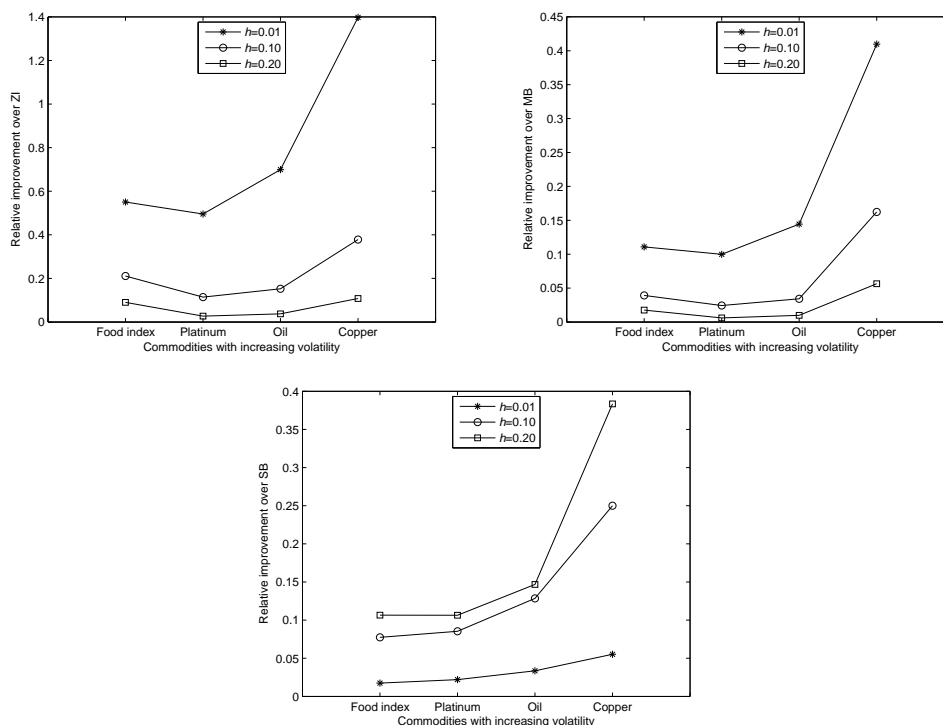 Relative improvement over ZI
1.4
1.2
1
0.8
0.6
0.4
0.2
0
h=0.01
h=0.10
h=0.20
Food index Platinum Oil Copper
Commodities with increasing volatility
Relative improvement over MB
0.45
0.4
0.35
0.3
0.25
0.2
0.15
0.1
0.05
0
h=0.01
h=0.10
h=0.20
Food index Platinum Oil Copper
Commodities with increasing volatility
Relative improvement over SB
0.4
0.35
0.3
0.25
0.2
0.15
0.1
0.05
0
h=0.01
h=0.10
h=0.20
Food index Platinum Oil Copper
Commodities with increasing volatility